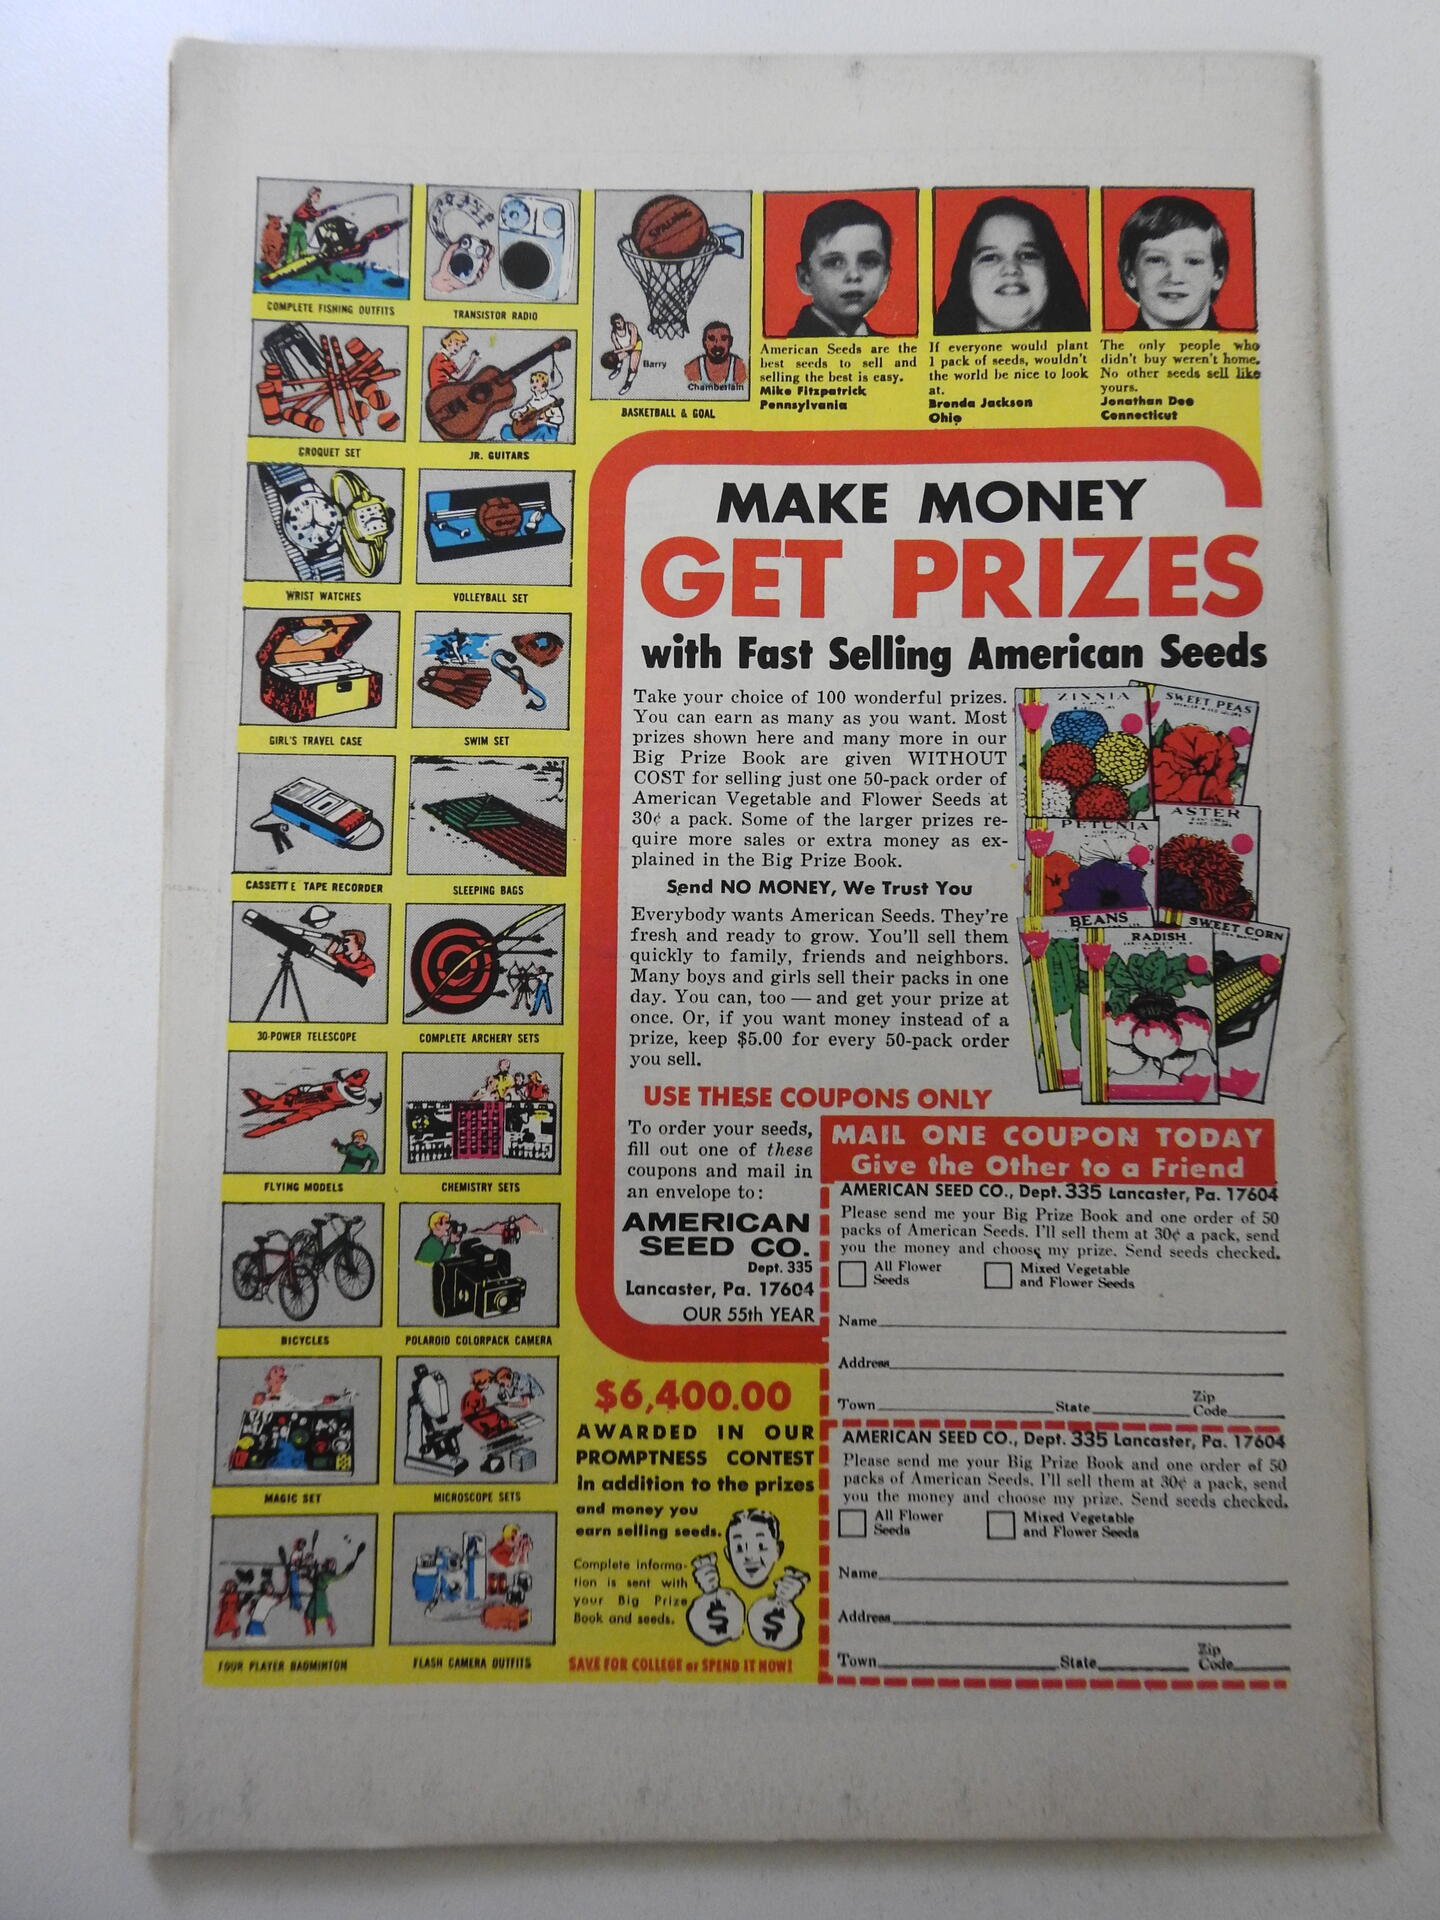 COMPLETE FISHING OUTFITS
TRANSISTOR RADIO
SPALDING
Barry
Chamberlain
BASKETBALL & GOAL
American Seeds are the
best seeds to sell and
selling the best is easy.
Mike Fitzpatrick
Pennsylvania
If everyone would plant
1 pack of seeds, wouldn't
the world be nice to look
at.
Brenda Jackson
Ohio
The only people who
didn't buy weren't home.
No other seeds sell like
yours.
Jonathan Dee
Connecticut
CROQUET SET
JR. GUITARS
WRIST WATCHES
VOLLEYBALL SET
GIRL'S TRAVEL CASE
SWIM SET
CASSETTE TAPE RECORDER
SLEEPING BAGS
30-POWER TELESCOPE
COMPLETE ARCHERY SETS
FLYING MODELS
CHEMISTRY SETS
BICYCLES
POLAROID COLORPACK CAMERA
MAGIC SET
MICROSCOPE SETS
FOUR PLAYER BADMINTON
FLASH CAMERA OUTFITS
MAKE MONEY
GET PRIZES
with Fast Selling American Seeds
Take your choice of 100 wonderful prizes.
You can earn as many as you want. Most
prizes shown here and many more in our
Big Prize Book are given WITHOUT
COST for selling just one 50-pack order of
American Vegetable and Flower Seeds at
30¢ a pack. Some of the larger prizes re-
quire more sales or extra money as ex-
plained in the Big Prize Book.
Send NO MONEY, We Trust You
Everybody wants American Seeds. They're
fresh and ready to grow. You'll sell them
quickly to family, friends and neighbors.
Many boys and girls sell their packs in one
day. You can, too — and get your prize at
once. Or, if you want money instead of a
prize, keep $5.00 for every 50-pack order
you sell.
ZINNIA
SWEET PEAS
PETUNIA
ASTER
BEANS
RADISH
SWEET CORN
USE THESE COUPONS ONLY
To order your seeds,
fill out one of these
coupons and mail in
an envelope to:
AMERICAN
SEED CO.
Dept. 335
Lancaster, Pa. 17604
OUR 55th YEAR
MAIL ONE COUPON TODAY
Give the Other to a Friend
AMERICAN SEED CO., Dept. 335 Lancaster, Pa. 17604
Please send me your Big Prize Book and one order of 50
packs of American Seeds. I'll sell them at 30¢ a pack, send
you the money and choose my prize. Send seeds checked.
All Flower
Seeds
Mixed Vegetable
and Flower Seeds
Name
Address
Town State Zip Code
AMERICAN SEED CO., Dept. 335 Lancaster, Pa. 17604
Please send me your Big Prize Book and one order of 50
packs of American Seeds. I'll sell them at 30¢ a pack, send
you the money and choose my prize. Send seeds checked.
All Flower
Seeds
Mixed Vegetable
and Flower Seeds
Name
Address
Town State Zip Code
$6,400.00
AWARDED IN OUR
PROMPTNESS CONTEST
in addition to the prizes
and money you
earn selling seeds.
Complete informa-
tion is sent with
your Big Prize
Book and seeds.
$ $
SAVE FOR COLLEGE or SPEND IT NOW!